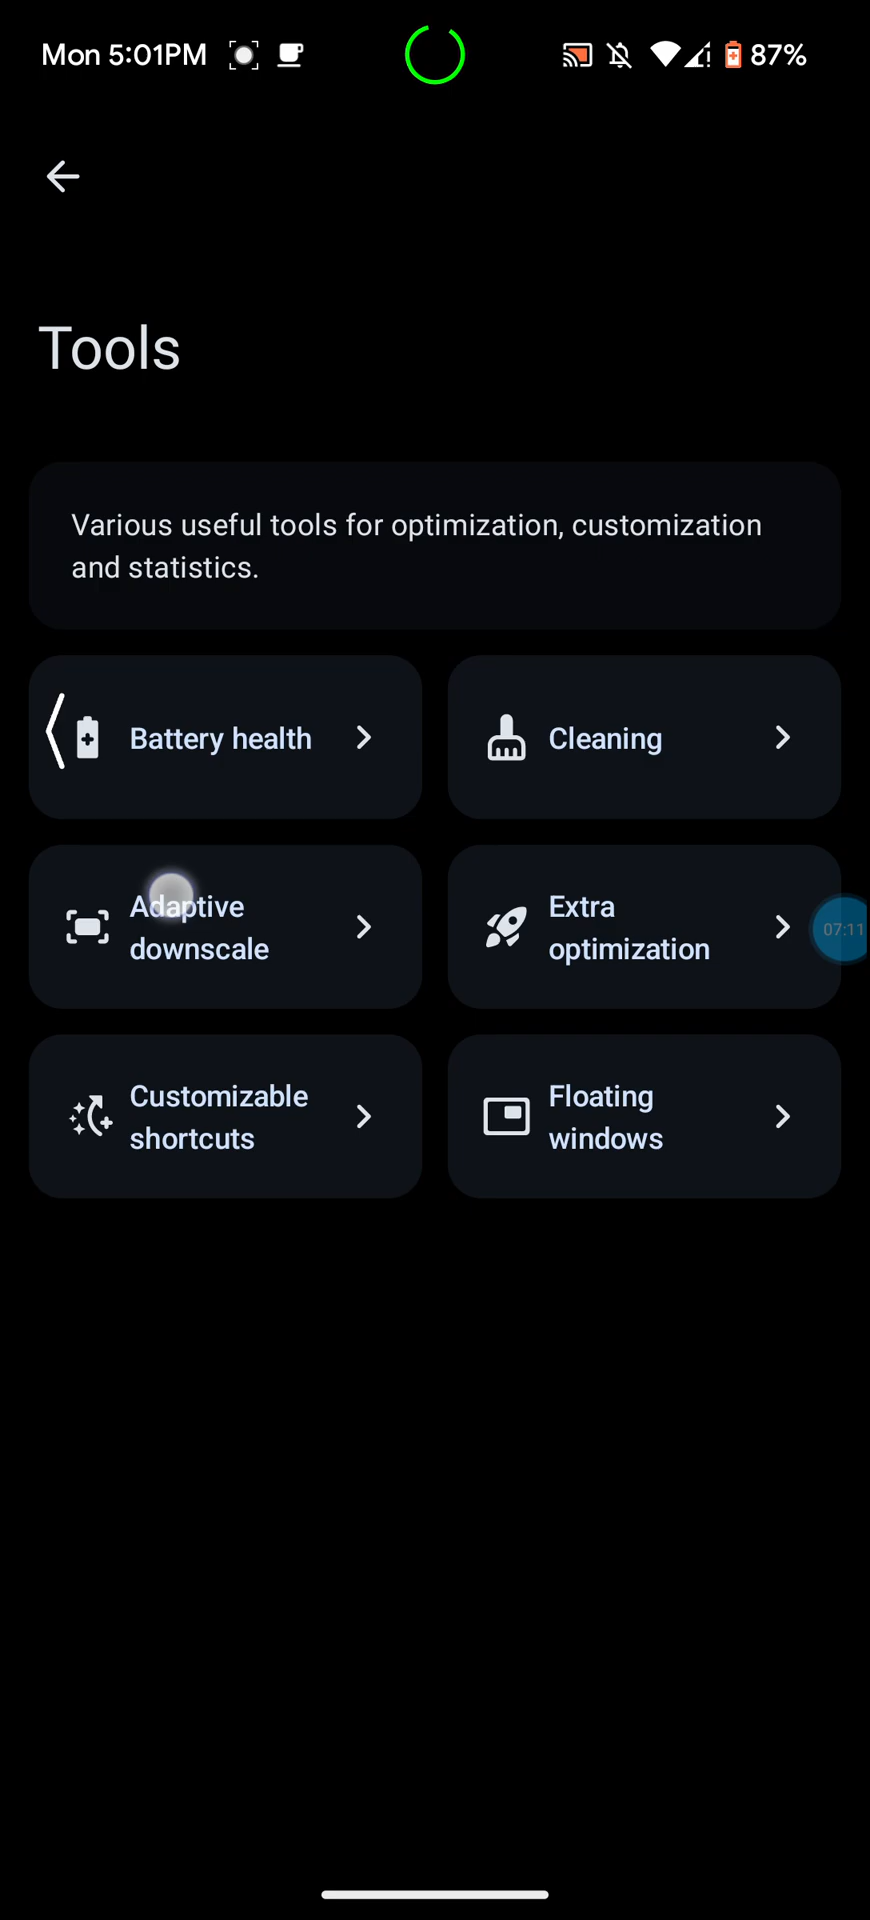 Mon 5:01PM 87%
Tools
Various useful tools for optimization, customization
and statistics.
Battery health
Cleaning
Adaptive
downscale
Extra
optimization
07:11
Customizable
shortcuts
Floating
windows